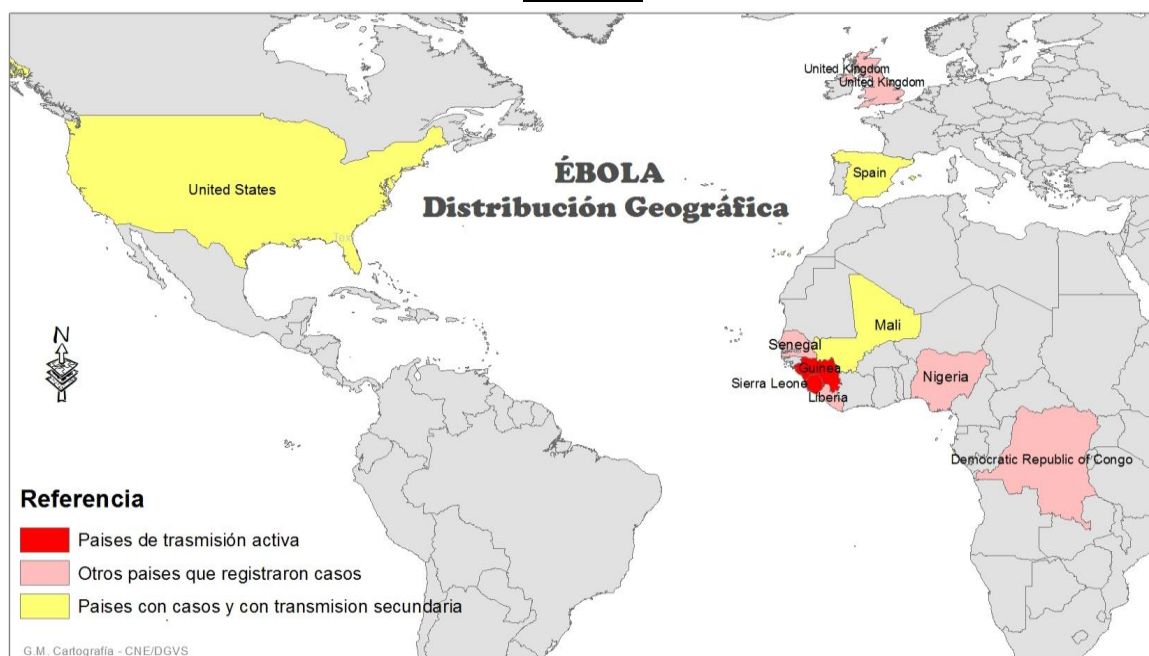 ÉBOLA
Distribución Geográfica
United Kingdom
United Kingdom
Spain
United States
Mali
Senegal
Guinea
Sierra Leone
Liberia
Nigeria
Democratic Republic of Congo
N
Referencia
Paises de trasmisión activa
Otros paises que registraron casos
Paises con casos y con transmision secundaria
G.M. Cartografía - CNE/DGVS